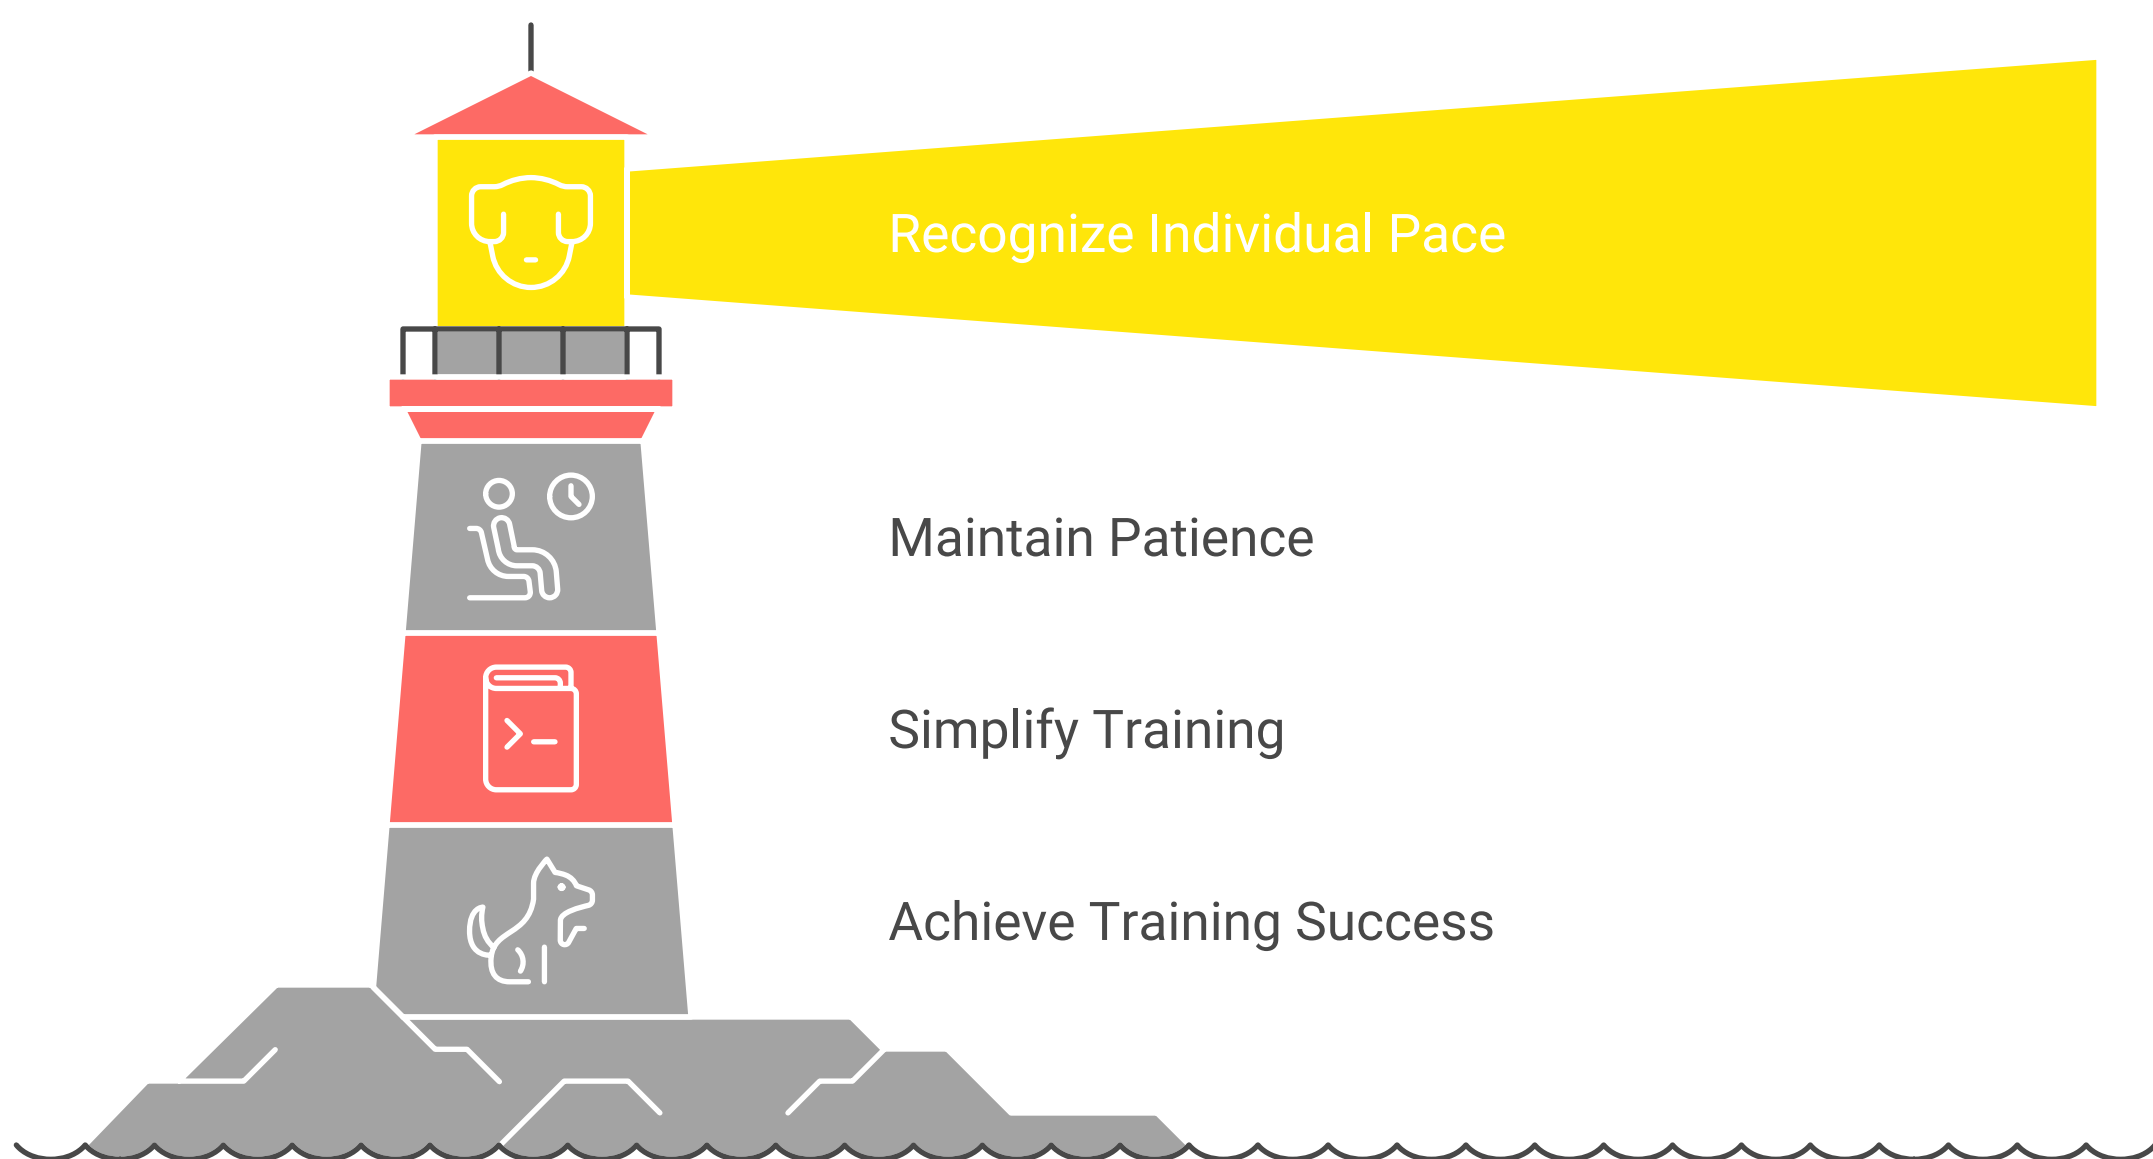 Recognize Individual Pace
Maintain Patience
Simplify Training
Achieve Training Success